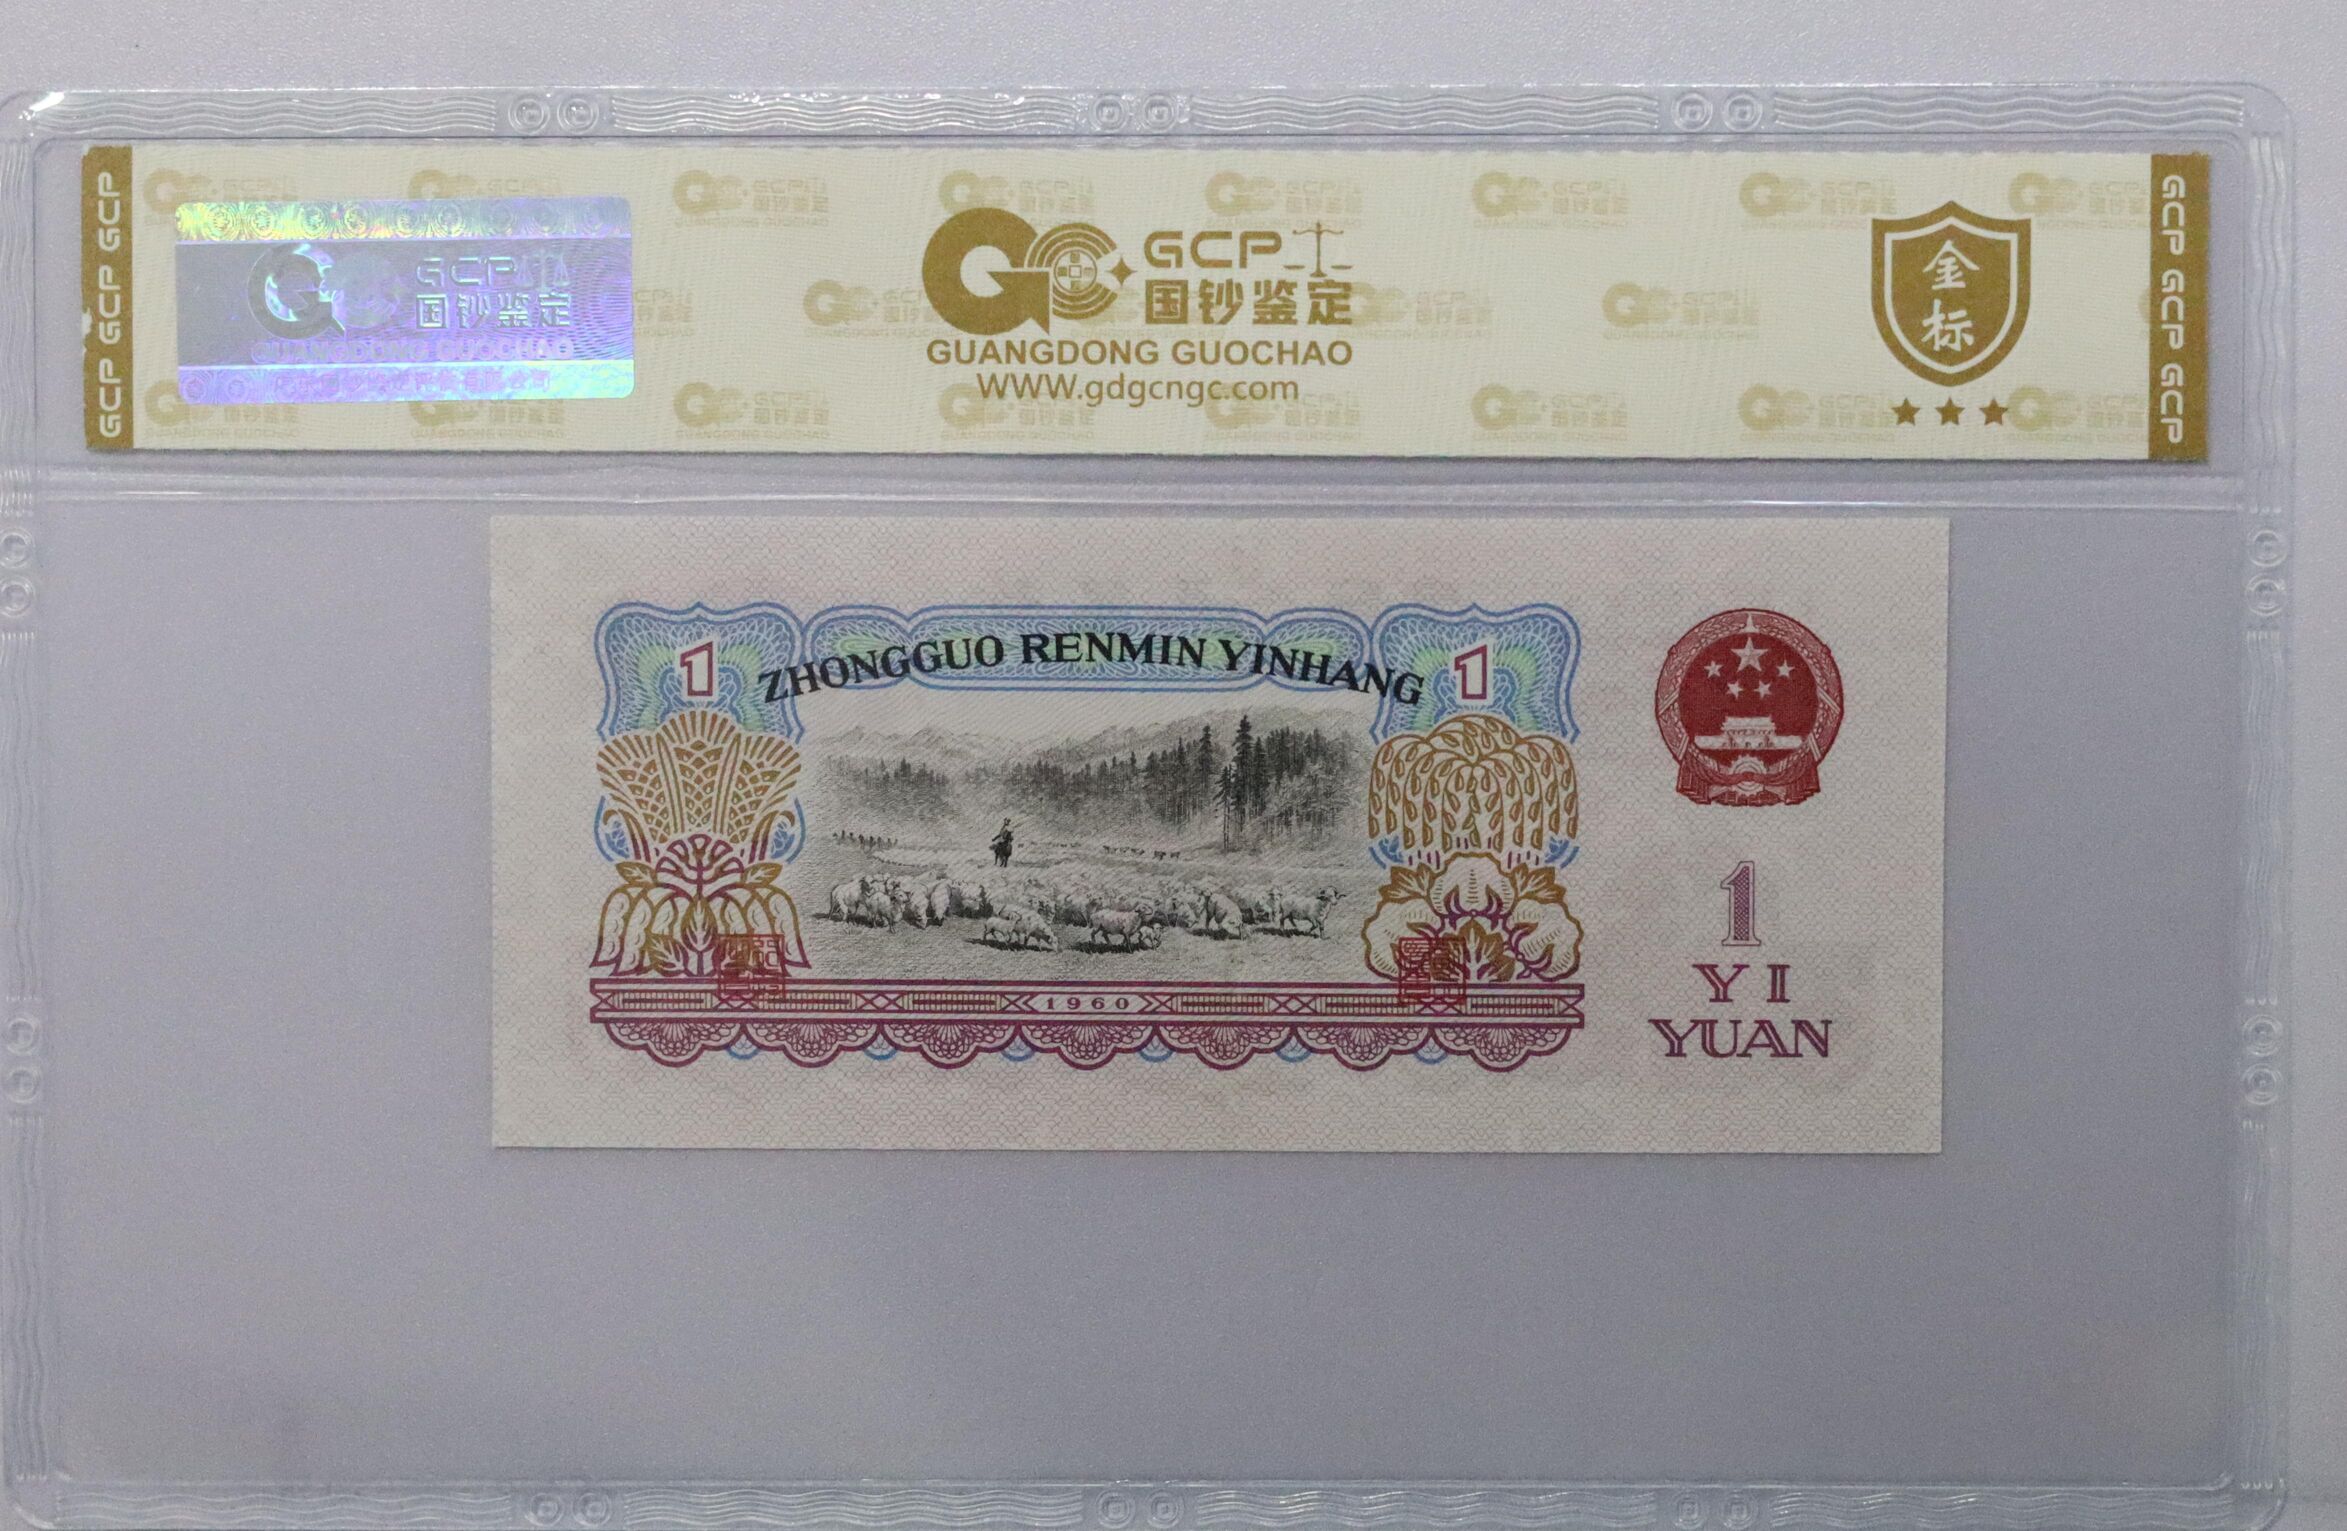 GCP GCP GCP
GCP
国钞鉴定
GUANGDONG GUOCHAO
GCP
国钞鉴定
GUANGDONG GUOCHAO
WWW.gdgcngc.com
金
标
GCP GCP GCP
1 ZHONGGUO RENMIN YINHANG 1
1960
1
YI
YUAN